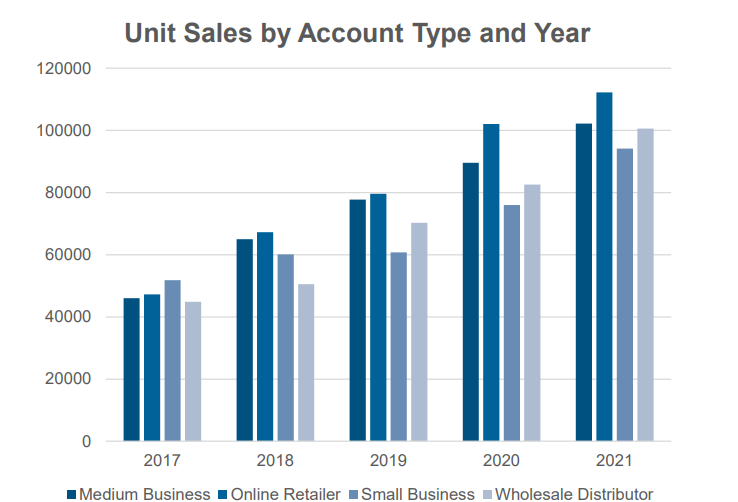 Unit Sales by Account Type and Year
120000
100000
80000
60000
40000
20000
0
2017 2018 2019 2020 2021
Medium Business Online Retailer Small Business Wholesale Distributor